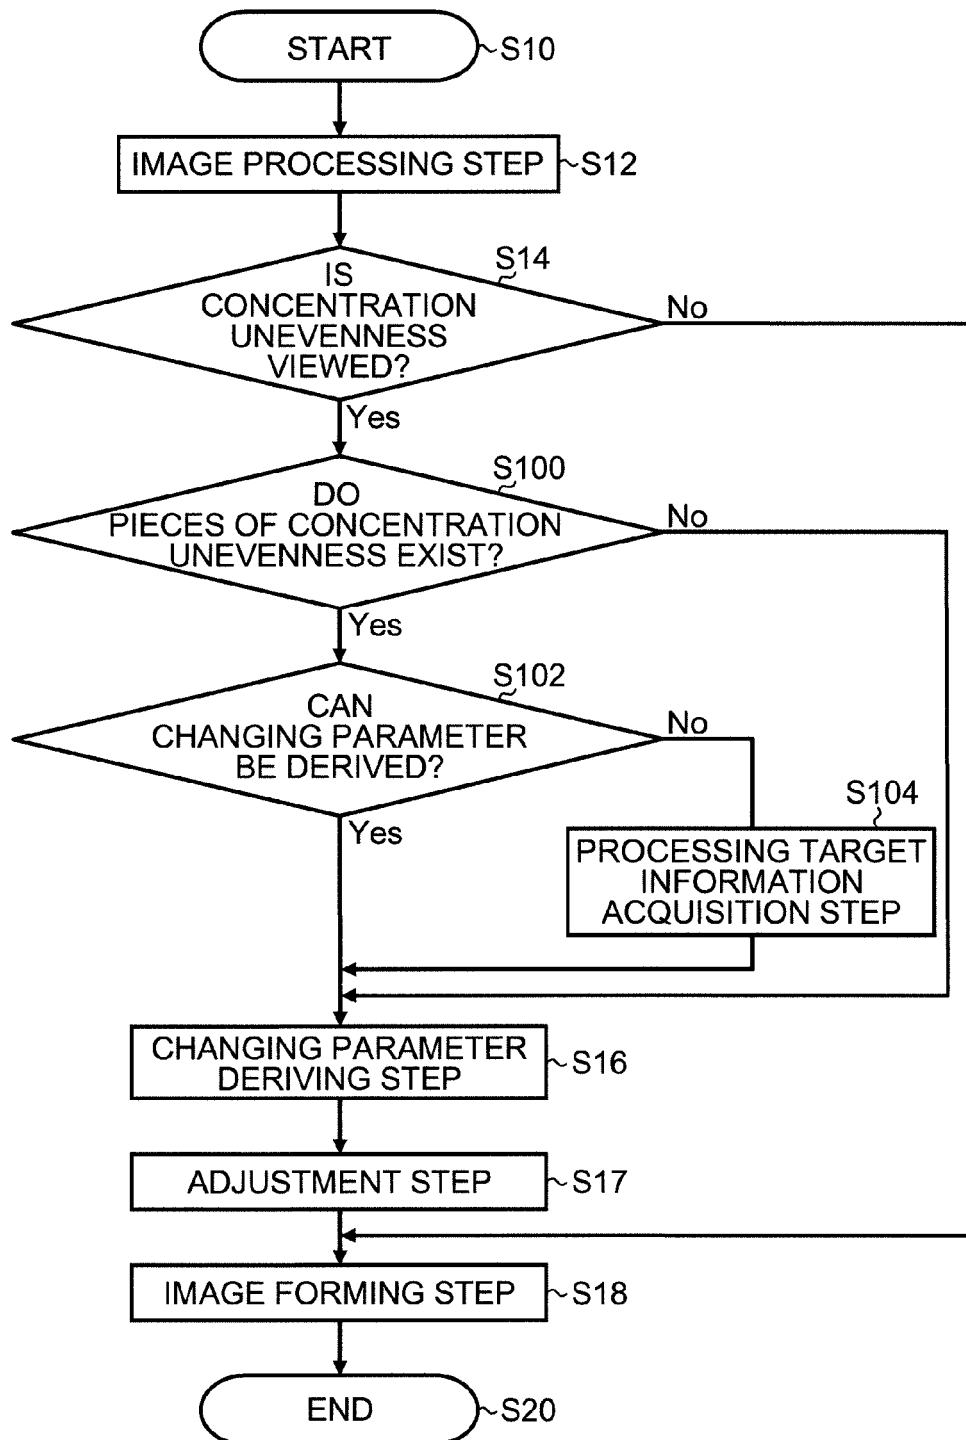 START
S10
IMAGE PROCESSING STEP
S12
S14
IS
CONCENTRATION
UNEVENNESS
VIEWED?
No
Yes
S100
DO
PIECES OF CONCENTRATION
UNEVENNESS EXIST?
No
Yes
S102
CAN
CHANGING PARAMETER
BE DERIVED?
No
Yes
S104
PROCESSING TARGET
INFORMATION
ACQUISITION STEP
CHANGING PARAMETER
DERIVING STEP
S16
ADJUSTMENT STEP
S17
IMAGE FORMING STEP
S18
END
S20